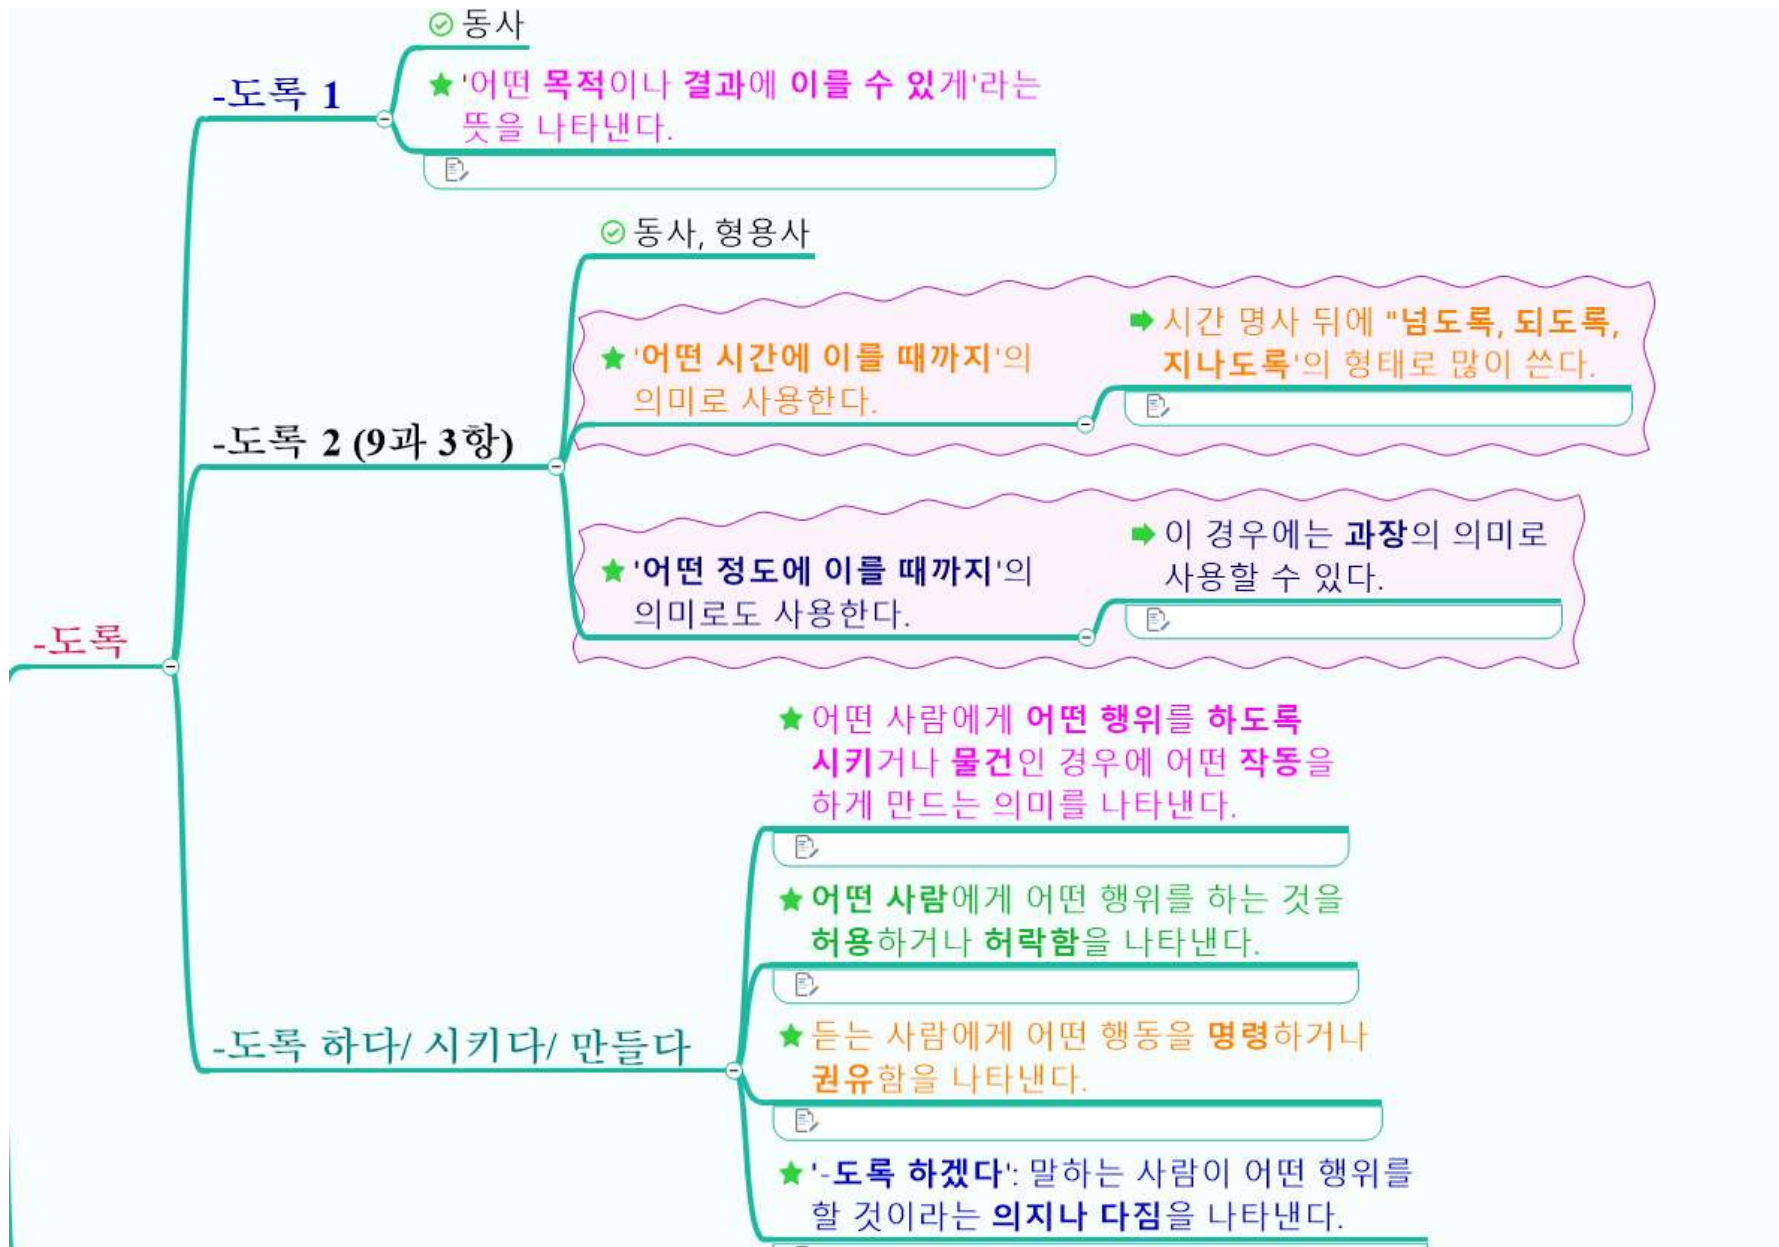 동사
-도록 1
'어떤 목적이나 결과에 이를 수 있게'라는
뜻을 나타낸다.
동사, 형용사
-도록 2 (9과 3항)
'어떤 시간에 이를 때까지'의
의미로 사용한다.
시간 명사 뒤에 "넘도록, 되도록,
지나도록'의 형태로 많이 쓴다.
'어떤 정도에 이를 때까지'의
의미로도 사용한다.
이 경우에는 과장의 의미로
사용할 수 있다.
-도록
어떤 사람에게 어떤 행위를 하도록
시키거나 물건인 경우에 어떤 작동을
하게 만드는 의미를 나타낸다.
어떤 사람에게 어떤 행위를 하는 것을
허용하거나 허락함을 나타낸다.
-도록 하다/ 시키다/ 만들다
듣는 사람에게 어떤 행동을 명령하거나
권유함을 나타낸다.
'-도록 하겠다': 말하는 사람이 어떤 행위를
할 것이라는 의지나 다짐을 나타낸다.